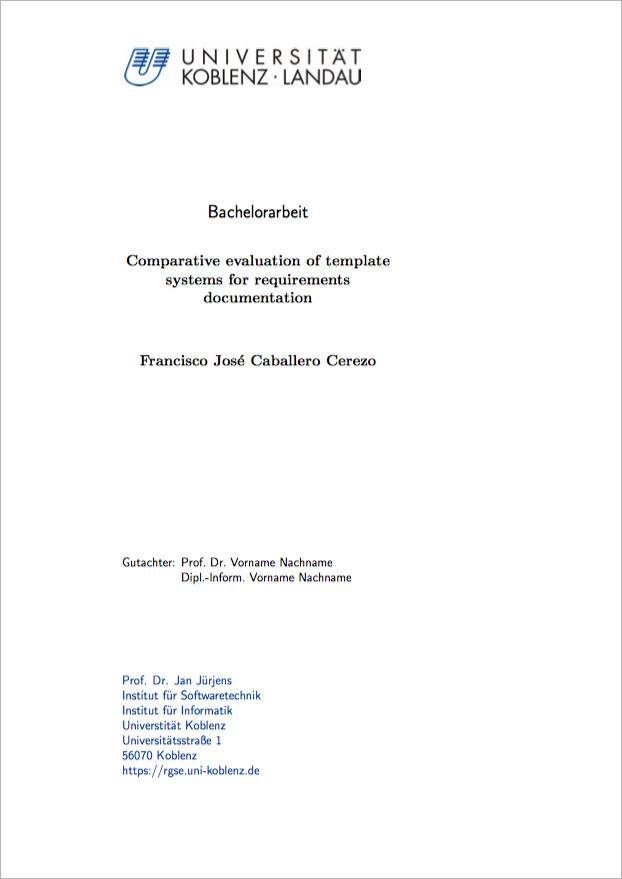 UNIVERSITÄT
KOBLENZ · LANDAU
Bachelorarbeit
Comparative evaluation of template
systems for requirements
documentation
Francisco José Caballero Cerezo
Gutachter: Prof. Dr. Vorname Nachname
Dipl.-Inform. Vorname Nachname
Prof. Dr. Jan Jürjens
Institut für Softwaretechnik
Institut für Informatik
Universtität Koblenz
Universitätsstraße 1
56070 Koblenz
https://rgse.uni-koblenz.de